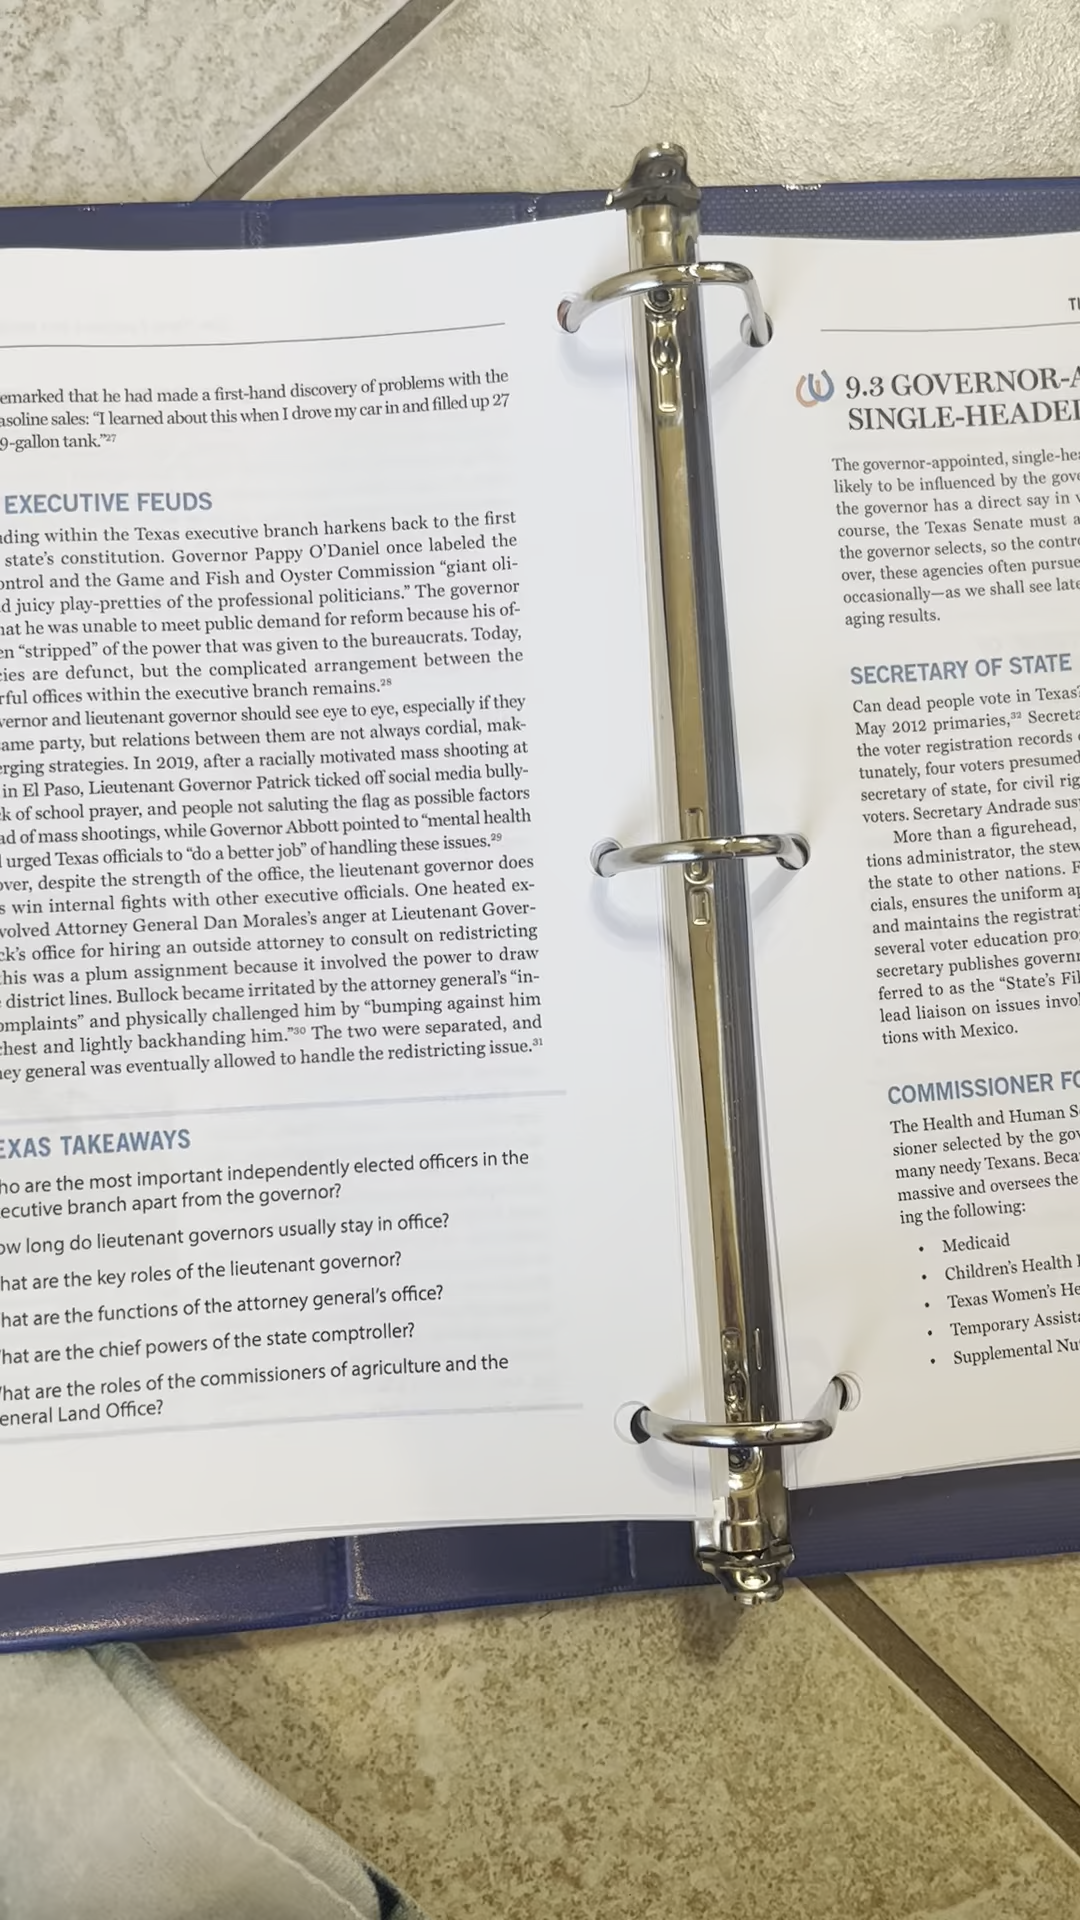 emarked that he had made a first-hand discovery of problems with the
asoline sales: “I learned about this when I drove my car in and filled up 27
9-gallon tank.”27
EXECUTIVE FEUDS
ding within the Texas executive branch harkens back to the first
state’s constitution. Governor Pappy O’Daniel once labeled the
ontrol and the Game and Fish and Oyster Commission “giant oli-
d juicy play-pretties of the professional politicians.” The governor
hat he was unable to meet public demand for reform because his of-
en “stripped” of the power that was given to the bureaucrats. Today,
cies are defunct, but the complicated arrangement between the
rful offices within the executive branch remains.28
vernor and lieutenant governor should see eye to eye, especially if they
ame party, but relations between them are not always cordial, mak-
erging strategies. In 2019, after a racially motivated mass shooting at
in El Paso, Lieutenant Governor Patrick ticked off social media bully-
k of school prayer, and people not saluting the flag as possible factors
ad of mass shootings, while Governor Abbott pointed to “mental health
urged Texas officials to “do a better job” of handling these issues.29
over, despite the strength of the office, the lieutenant governor does
s win internal fights with other executive officials. One heated ex-
volved Attorney General Dan Morales’s anger at Lieutenant Gover-
ck’s office for hiring an outside attorney to consult on redistricting
this was a plum assignment because it involved the power to draw
district lines. Bullock became irritated by the attorney general’s “in-
omplaints” and physically challenged him by “bumping against him
chest and lightly backhanding him.”30 The two were separated, and
ney general was eventually allowed to handle the redistricting issue.31
EXAS TAKEAWAYS
ho are the most important independently elected officers in the
ecutive branch apart from the governor?
ow long do lieutenant governors usually stay in office?
hat are the key roles of the lieutenant governor?
hat are the functions of the attorney general’s office?
hat are the chief powers of the state comptroller?
hat are the roles of the commissioners of agriculture and the
eneral Land Office?
9.3 GOVERNOR-A
SINGLE-HEADE
The governor-appointed, single-hea
likely to be influenced by the gove
the governor has a direct say in
course, the Texas Senate must a
the governor selects, so the contr
over, these agencies often pursue
occasionally—as we shall see late
aging results.
SECRETARY OF STATE
Can dead people vote in Texas?
May 2012 primaries,32 Secreta
the voter registration records
tunately, four voters presumed
secretary of state, for civil rig
voters. Secretary Andrade sus
More than a figurehead,
tions administrator, the stew
the state to other nations. F
cials, ensures the uniform ap
and maintains the registrati
several voter education pro
secretary publishes governm
ferred to as the “State’s Fil
lead liaison on issues invol
tions with Mexico.
COMMISSIONER FO
The Health and Human S
sioner selected by the gov
many needy Texans. Beca
massive and oversees the
ing the following:
• Medicaid
• Children’s Health
• Texas Women’s He
• Temporary Assista
• Supplemental Nu